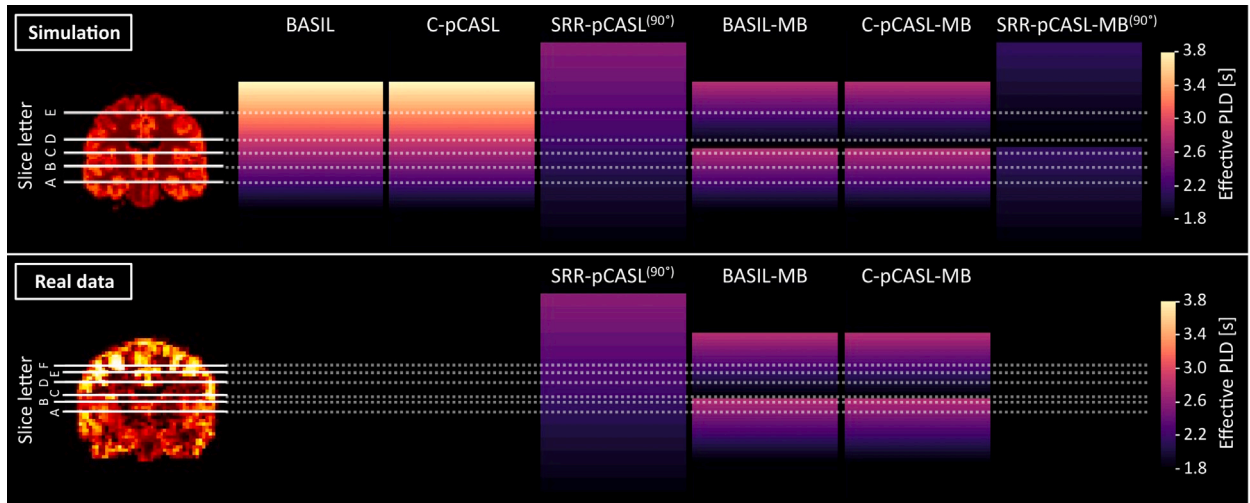 Simulation
BASIL
C-pCASL
SRR-pCASL(90°)
BASIL-MB
C-pCASL-MB
SRR-pCASL-MB(90°)
Slice letter
E
D
C
B
A
3.8
3.4
3.0
2.6
2.2
1.8
Effective PLD [s]
Real data
SRR-pCASL(90°)
BASIL-MB
C-pCASL-MB
Slice letter
F
E
D
C
B
A
3.8
3.4
3.0
2.6
2.2
1.8
Effective PLD [s]